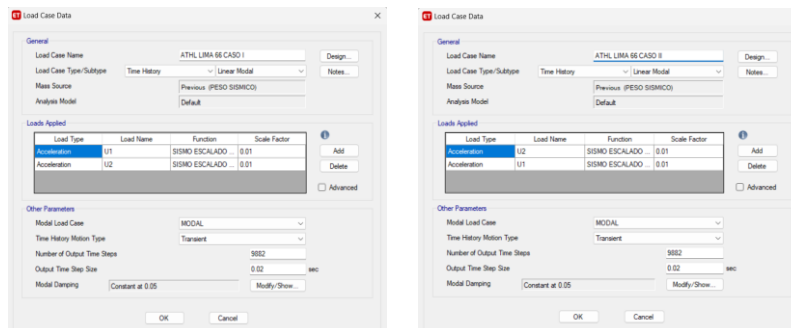 Load Case Data
General
Load Case Name ATHL LIMA 66 CASO I Design...
Load Case Type/Subtype Time History Linear Modal Notes...
Mass Source Previous (PESO SISMICO)
Analysis Model Default
Loads Applied
Load Type Load Name Function Scale Factor
Acceleration U1 SISMO ESCALADO ... 0.01 Add
Acceleration U2 SISMO ESCALADO ... 0.01 Delete
Advanced
Other Parameters
Modal Load Case MODAL
Time History Motion Type Transient
Number of Output Time Steps 9882
Output Time Step Size 0.02 sec
Modal Damping Constant at 0.05 Modify/Show...
OK Cancel
Load Case Data
General
Load Case Name ATHL LIMA 66 CASO II Design...
Load Case Type/Subtype Time History Linear Modal Notes...
Mass Source Previous (PESO SISMICO)
Analysis Model Default
Loads Applied
Load Type Load Name Function Scale Factor
Acceleration U2 SISMO ESCALADO ... 0.01 Add
Acceleration U1 SISMO ESCALADO ... 0.01 Delete
Advanced
Other Parameters
Modal Load Case MODAL
Time History Motion Type Transient
Number of Output Time Steps 9882
Output Time Step Size 0.02 sec
Modal Damping Constant at 0.05 Modify/Show...
OK Cancel